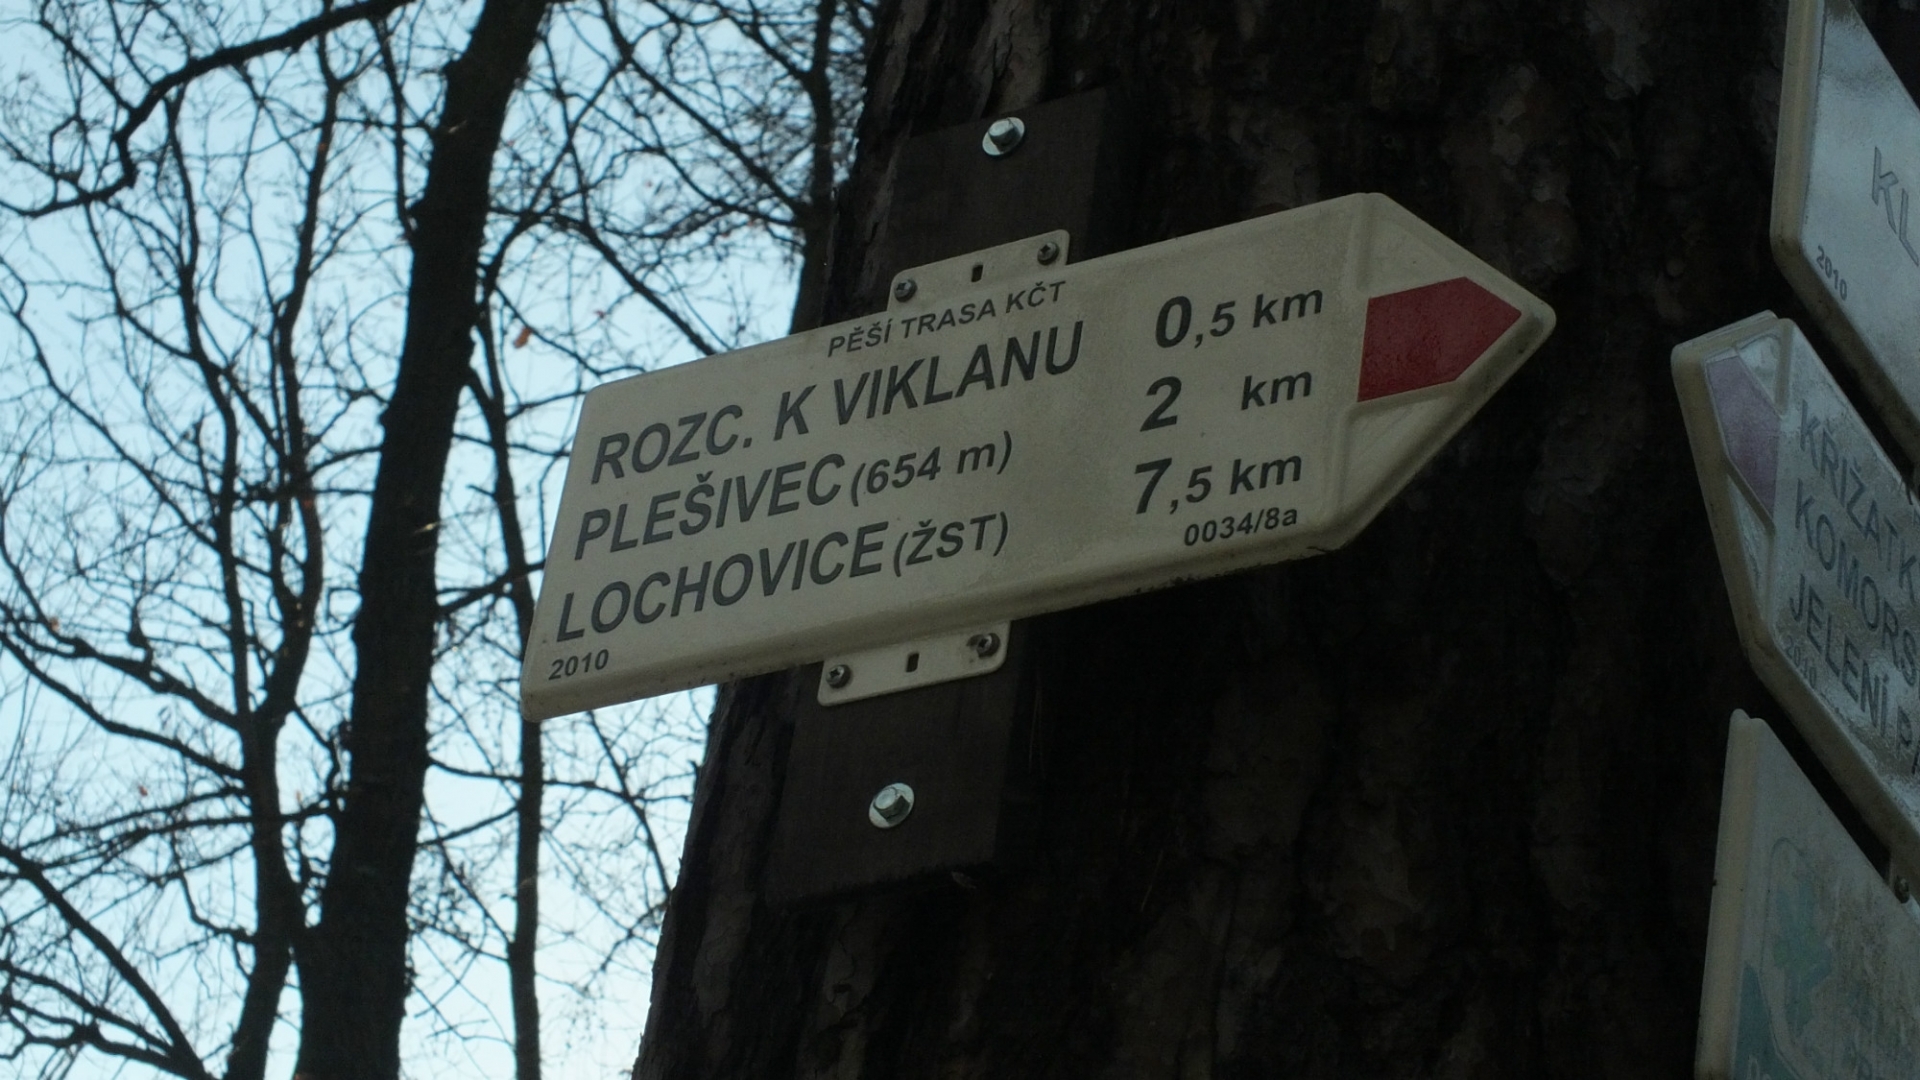 PĚŠÍ TRASA KČT
ROZC. K VIKLANU 0,5 km
PLEŠIVEC (654 m) 2 km
LOCHOVICE (ŽST) 7,5 km
0034/8a
2010
2010
JELENÍ
2010